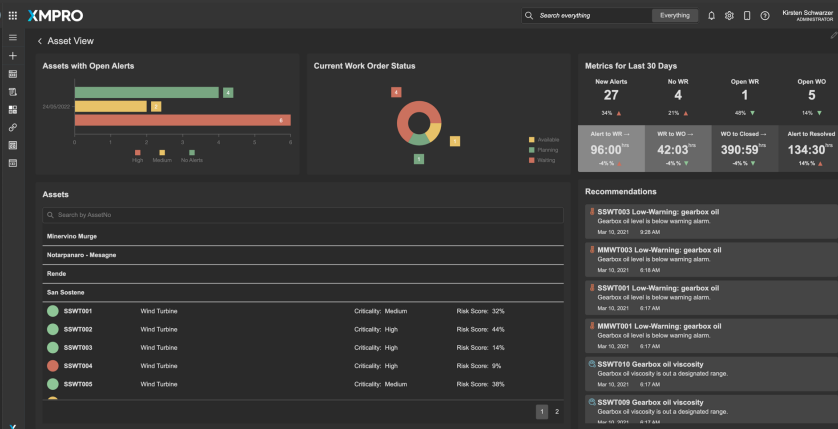 XMPRO
Search everything
Everything
Kirsten Schwarzer
ADMINISTRATOR
Asset View
Assets with Open Alerts
4
24/05/2022
2
6
0 1 2 3 4 5 6
High Medium No Alerts
Current Work Order Status
4
1
1
Available
Planning
Waiting
Metrics for Last 30 Days
New Alerts No WR Open WR Open WO
27 4 1 5
34% ▲ 21% ▲ 48% ▼ 14% ▼
Alert to WR → WR to WO → WO to Closed → Alert to Resolved
96:00 hrs 42:03 hrs 390:59 hrs 134:30 hrs
-4% % ▲ -4% % ▼ -4% % ▼ 14% % ▲
Assets
Search by AssetNo
Minervino Murge
Notarpanaro - Mesagne
Rende
San Sostene
SSWT001 Wind Turbine Criticality: Medium Risk Score: 32%
SSWT002 Wind Turbine Criticality: High Risk Score: 44%
SSWT003 Wind Turbine Criticality: High Risk Score: 14%
SSWT004 Wind Turbine Criticality: High Risk Score: 9%
SSWT005 Wind Turbine Criticality: Medium Risk Score: 38%
1 2
Recommendations
SSWT003 Low-Warning: gearbox oil
Gearbox oil level is below warning alarm.
Mar 10, 2021 9:28 AM
MMWT003 Low-Warning: gearbox oil
Gearbox oil level is below warning alarm.
Mar 10, 2021 6:18 AM
SSWT001 Low-Warning: gearbox oil
Gearbox oil level is below warning alarm.
Mar 10, 2021 6:17 AM
MMWT001 Low-Warning: gearbox oil
Gearbox oil level is below warning alarm.
Mar 10, 2021 6:17 AM
SSWT010 Gearbox oil viscosity
Gearbox oil viscosity is out a designated range.
Mar 10, 2021 6:17 AM
SSWT009 Gearbox oil viscosity
Gearbox oil viscosity is out a designated range.
Mar 10, 2021 6:17 AM